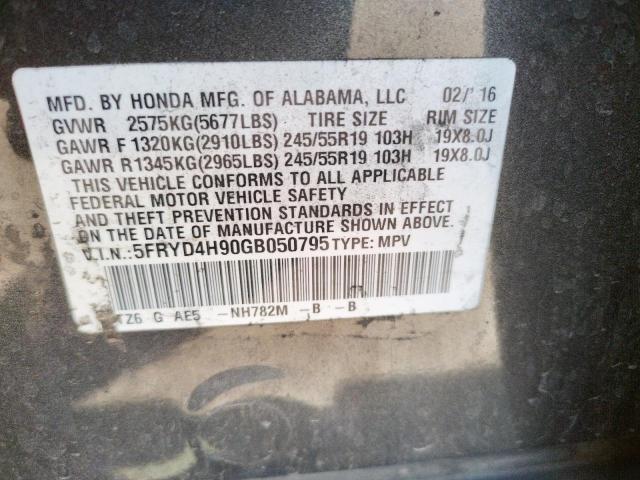 MFD. BY HONDA MFG. OF ALABAMA, LLC 02/'16
GVWR 2575KG(5677LBS) TIRE SIZE RIM SIZE
GAWR F 1320KG(2910LBS) 245/55R19 103H 19X8.0J
GAWR R 1345KG(2965LBS) 245/55R19 103H 19X8.0J
THIS VEHICLE CONFORMS TO ALL APPLICABLE
FEDERAL MOTOR VEHICLE SAFETY
AND THEFT PREVENTION STANDARDS IN EFFECT
ON THE DATE OF MANUFACTURE SHOWN ABOVE.
V.I.N.:5FRYD4H90GB050795 TYPE: MPV
TZ6 G AE5 -NH782M -B -B